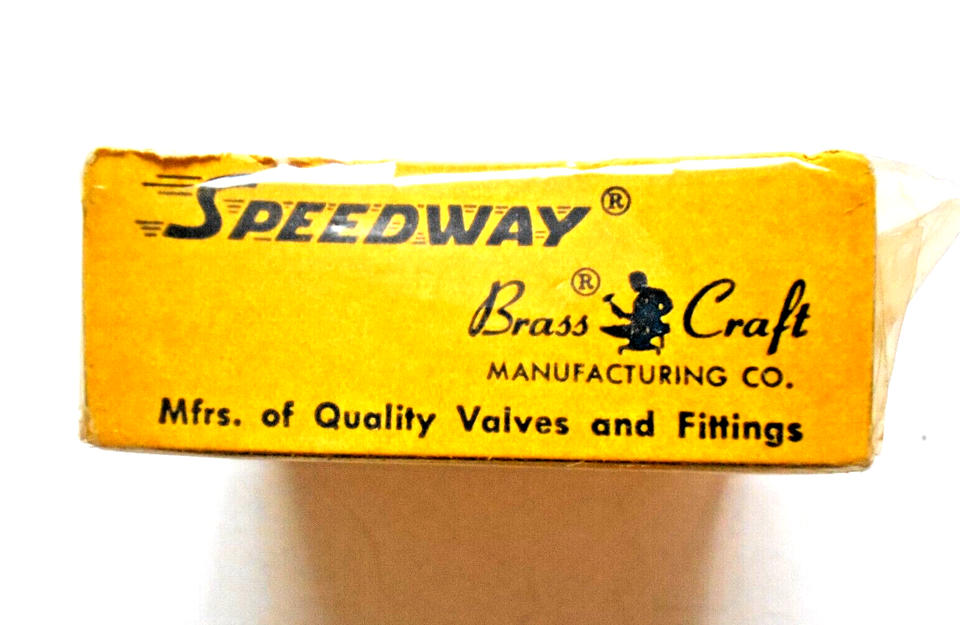 SPEEDWAY®
Brass® Craft
MANUFACTURING CO.
Mfrs. of Quality Valves and Fittings